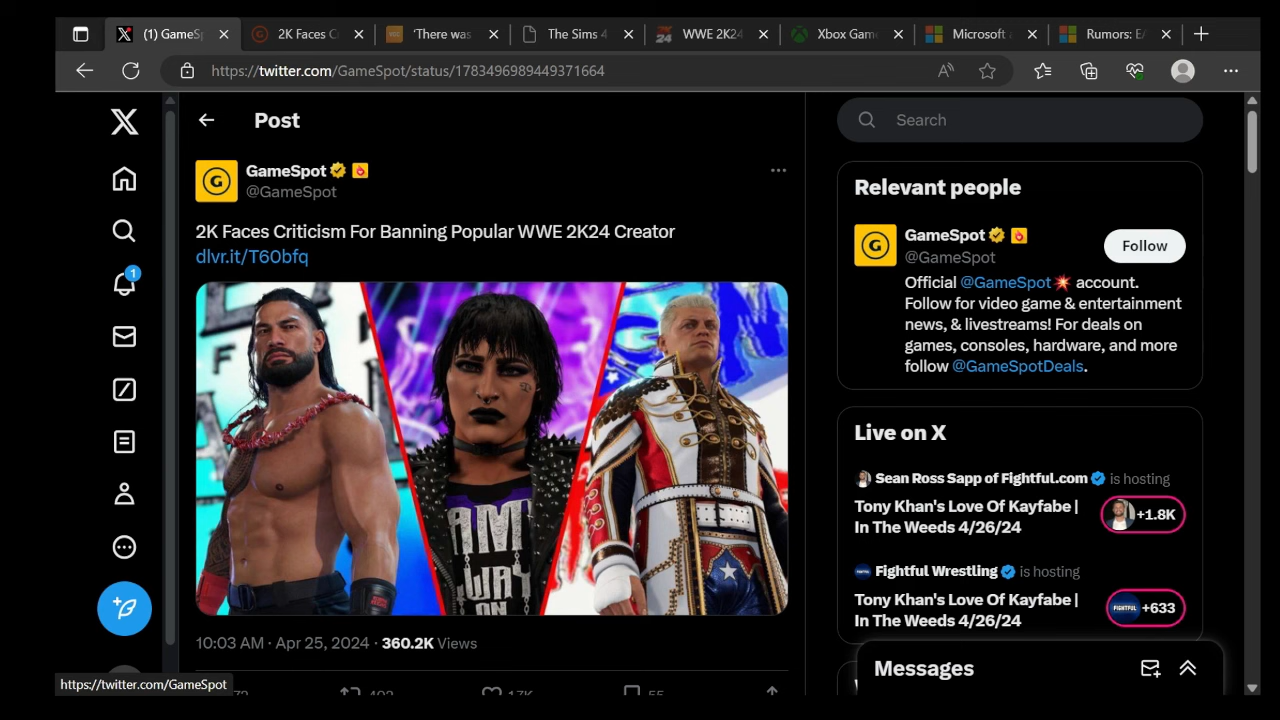 (1) GameSp
2K Faces C
'There was
The Sims 4
WWE 2K24
Xbox Gam
Microsoft
Rumors: E
https://twitter.com/GameSpot/status/1783496989449371664
Post
GameSpot
@GameSpot
2K Faces Criticism For Banning Popular WWE 2K24 Creator
dlvr.it/T60bfq
10:03 AM · Apr 25, 2024 · 360.2K Views
https://twitter.com/GameSpot
Search
Relevant people
GameSpot
@GameSpot
Follow
Official @GameSpot💥 account.
Follow for video game & entertainment
news, & livestreams! For deals on
games, consoles, hardware, and more
follow @GameSpotDeals.
Live on X
Sean Ross Sapp of Fightful.com is hosting
Tony Khan's Love Of Kayfabe |
In The Weeds 4/26/24
+1.8K
Fightful Wrestling is hosting
Tony Khan's Love Of Kayfabe |
In The Weeds 4/26/24
FIGHTFUL +633
Messages